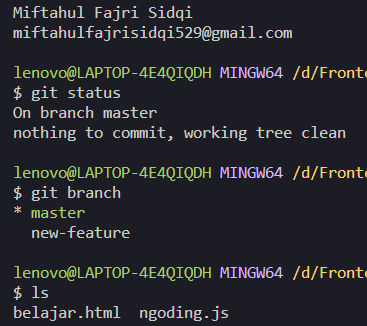 Miftahul Fajri Sidqi
miftahulfajrisidqi529@gmail.com
lenovo@LAPTOP-4E4QIQDH MINGW64 /d/Fronte
$ git status
On branch master
nothing to commit, working tree clean
lenovo@LAPTOP-4E4QIQDH MINGW64 /d/Fronte
$ git branch
* master
  new-feature
lenovo@LAPTOP-4E4QIQDH MINGW64 /d/Fronte
$ ls
belajar.html  ngoding.js